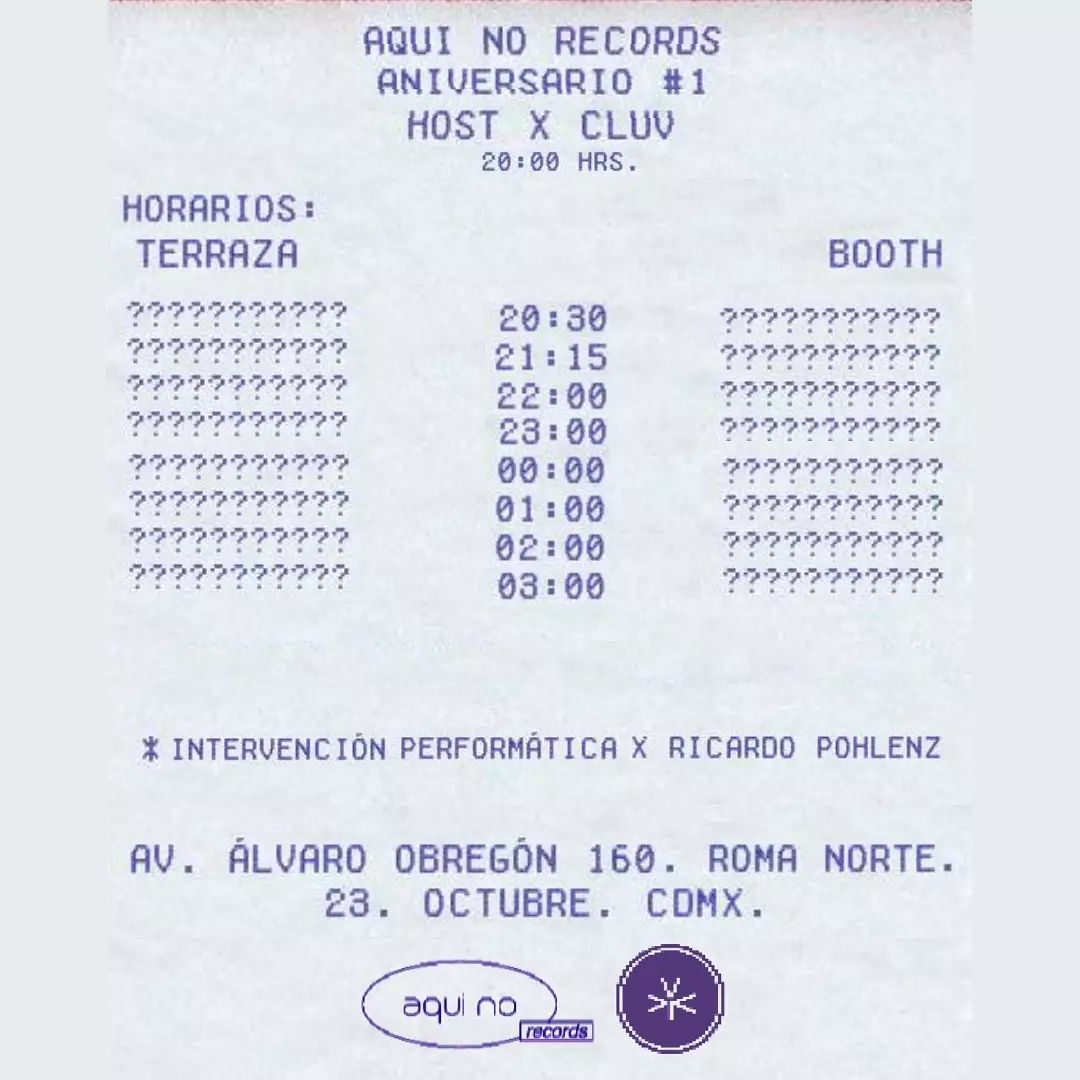 AQUI NO RECORDS
ANIVERSARIO #1
HOST X CLUV
20:00 HRS.
HORARIOS:
TERRAZA BOOTH
??????????? 20:30 ???????????
??????????? 21:15 ???????????
??????????? 22:00 ???????????
??????????? 23:00 ???????????
??????????? 00:00 ???????????
??????????? 01:00 ???????????
??????????? 02:00 ???????????
??????????? 03:00 ???????????
* INTERVENCIÓN PERFORMÁTICA X RICARDO POHLENZ
AV. ÁLVARO OBREGÓN 160. ROMA NORTE.
23. OCTUBRE. CDMX.
aqui no
records